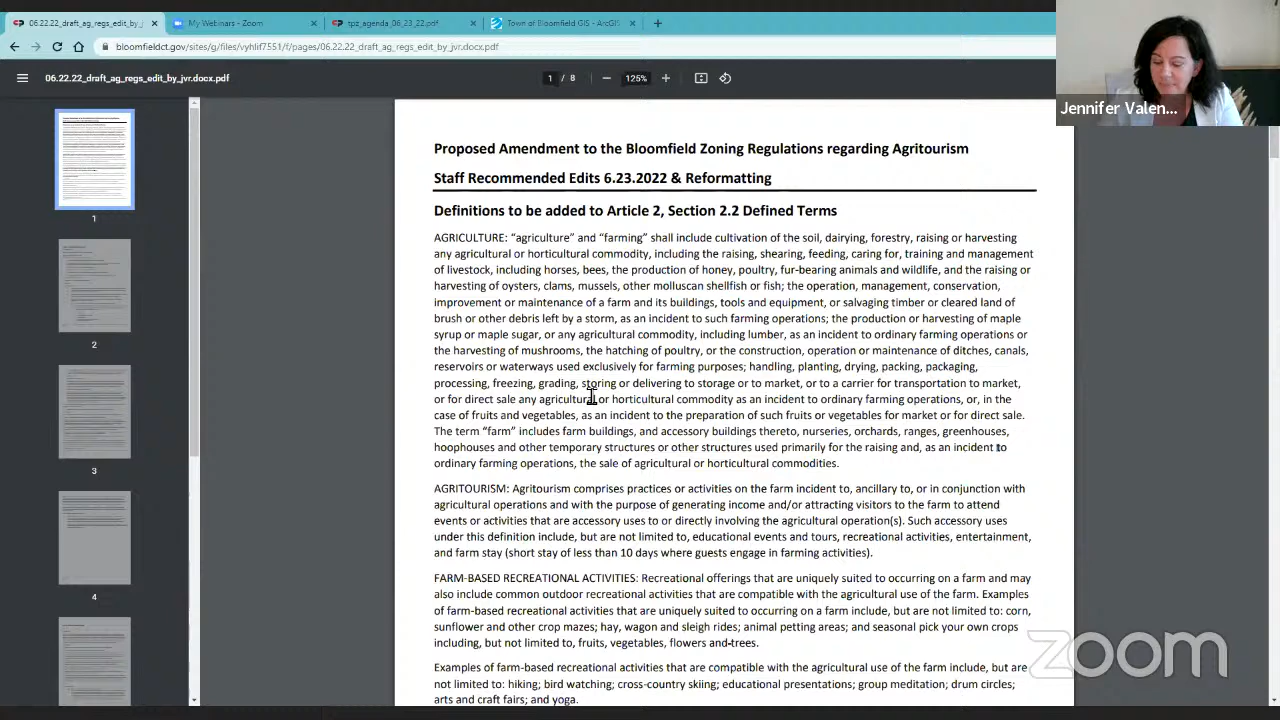 06.22.22_draft_ag_regs_edit_by_j
My Webinars - Zoom
tpz_agenda_06_23_22.pdf
Town of Bloomfield GIS - ArcGIS
bloomfieldct.gov/sites/g/files/vyhlif7551/f/pages/06.22.22_draft_ag_regs_edit_by_jvr.docx.pdf
06.22.22_draft_ag_regs_edit_by_jvr.docx.pdf
1 / 8
125%
Jennifer Valen...
Proposed Amendment to the Bloomfield Zoning Regulations regarding Agritourism
Staff Recommended Edits 6.23.2022 & Reformatting
Definitions to be added to Article 2, Section 2.2 Defined Terms
AGRICULTURE: “agriculture” and “farming” shall include cultivation of the soil, dairying, forestry, raising or harvesting
any agricultural or horticultural commodity, including the raising, shearing, feeding, caring for, training and management
of livestock, including horses, bees, the production of honey, poultry, fur-bearing animals and wildlife, and the raising or
harvesting of oysters, clams, mussels, other molluscan shellfish or fish; the operation, management, conservation,
improvement or maintenance of a farm and its buildings, tools and equipment, or salvaging timber or cleared land of
brush or other debris left by a storm, as an incident to such farming operations; the production or harvesting of maple
syrup or maple sugar, or any agricultural commodity, including lumber, as an incident to ordinary farming operations or
the harvesting of mushrooms, the hatching of poultry, or the construction, operation or maintenance of ditches, canals,
reservoirs or waterways used exclusively for farming purposes; handling, planting, drying, packing, packaging,
processing, freezing, grading, storing or delivering to storage or to market, or to a carrier for transportation to market,
or for direct sale any agricultural or horticultural commodity as an incident to ordinary farming operations, or, in the
case of fruits and vegetables, as an incident to the preparation of such fruits or vegetables for market or for direct sale.
The term “farm” includes farm buildings, and accessory buildings thereto, nurseries, orchards, ranges, greenhouses,
hoophouses and other temporary structures or other structures used primarily for the raising and, as an incident to
ordinary farming operations, the sale of agricultural or horticultural commodities.
AGRITOURISM: Agritourism comprises practices or activities on the farm incident to, ancillary to, or in conjunction with
agricultural operations and with the purpose of generating income and/or attracting visitors to the farm to attend
events or activities that are accessory uses to or directly involving the agricultural operation(s). Such accessory uses
under this definition include, but are not limited to, educational events and tours, recreational activities, entertainment,
and farm stay (short stay of less than 10 days where guests engage in farming activities).
FARM-BASED RECREATIONAL ACTIVITIES: Recreational offerings that are uniquely suited to occurring on a farm and may
also include common outdoor recreational activities that are compatible with the agricultural use of the farm. Examples
of farm-based recreational activities that are uniquely suited to occurring on a farm include, but are not limited to: corn,
sunflower and other crop mazes; hay, wagon and sleigh rides; animal petting areas; and seasonal pick your own crops
including, but not limited to, fruits, vegetables, flowers and trees.
Examples of farm-based recreational activities that are compatible with the agricultural use of the farm include, but are
not limited to: hiking; bird watching; cross-country skiing; educational presentations; group meditation; drum circles;
arts and craft fairs; and yoga.
1
2
3
4
zoom